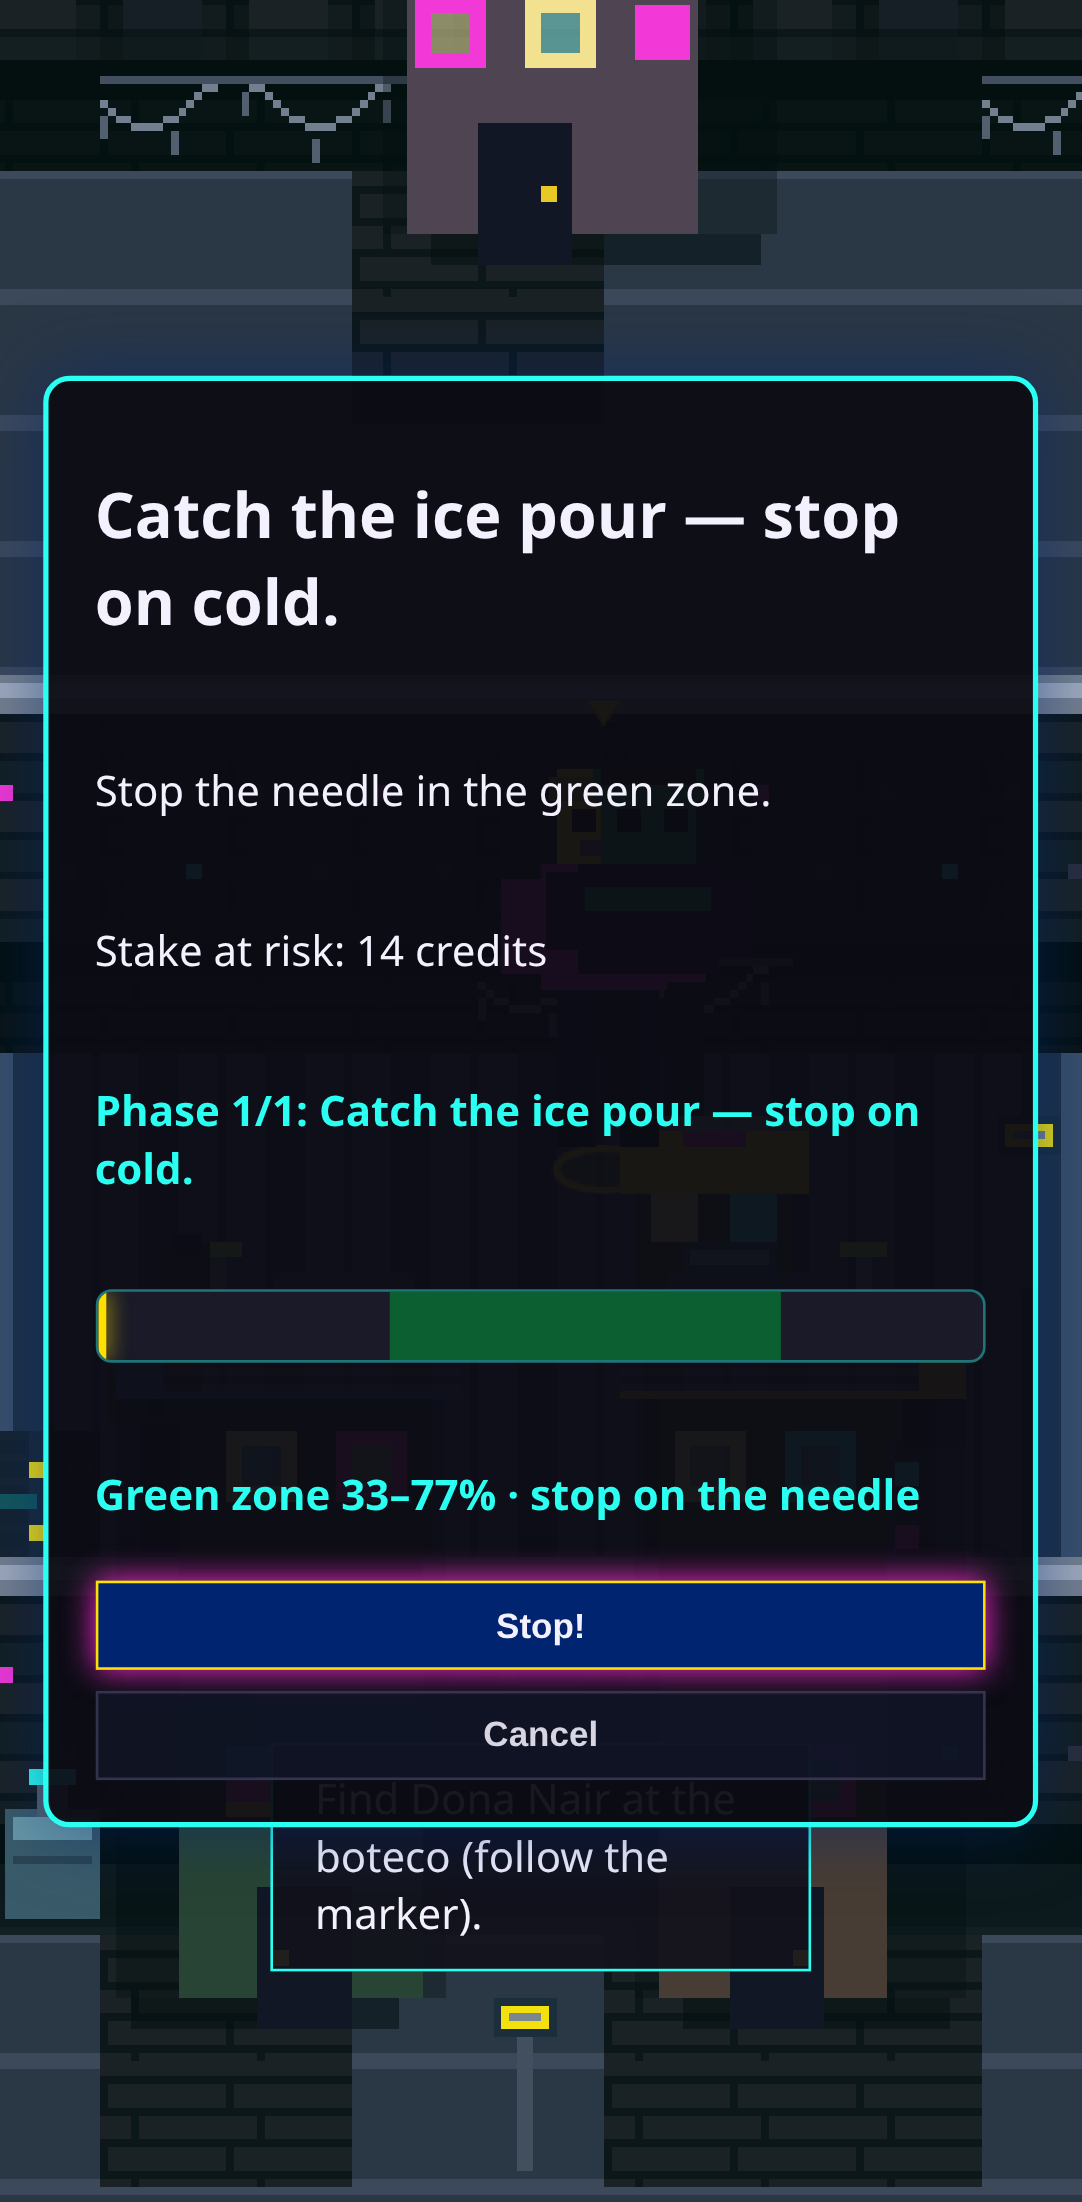 Catch the ice pour — stop
on cold.
Stop the needle in the green zone.
Stake at risk: 14 credits
Phase 1/1: Catch the ice pour — stop on
cold.
Green zone 33–77% · stop on the needle
Stop!
Cancel
Find Dona Nair at the
boteco (follow the
marker).